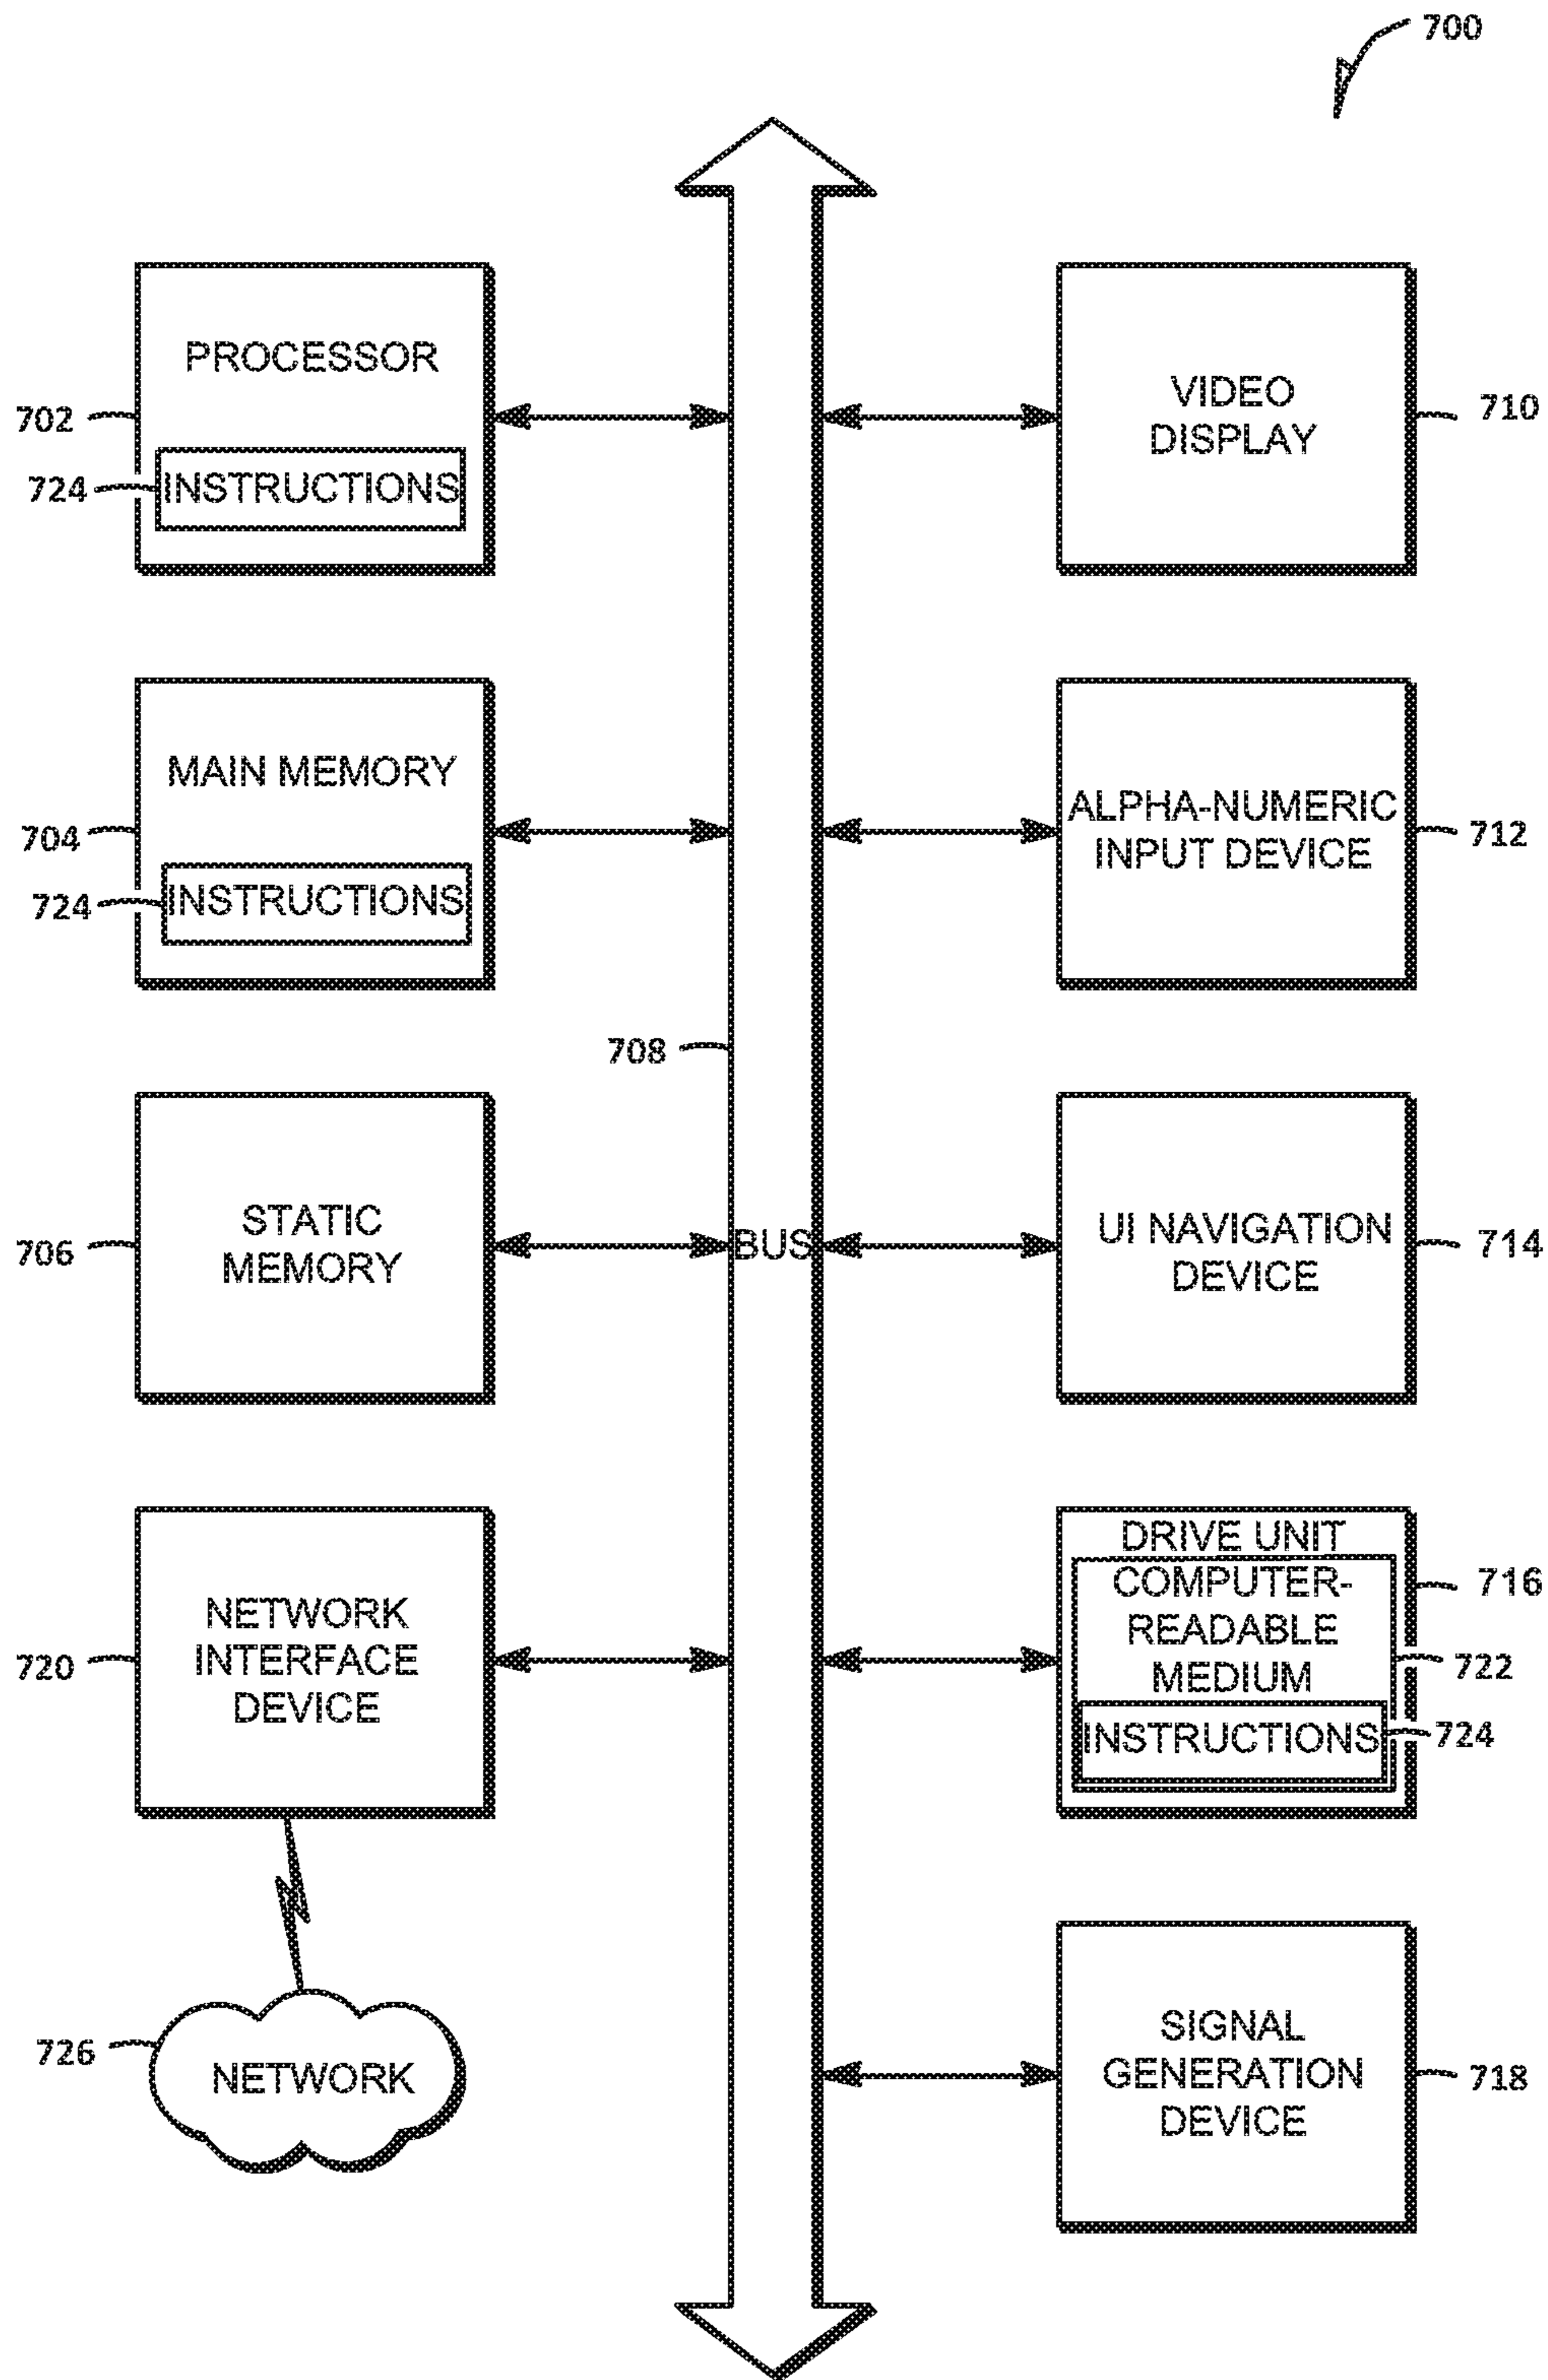 700
PROCESSOR
702
724
INSTRUCTIONS
VIDEO
DISPLAY
710
MAIN MEMORY
704
724
INSTRUCTIONS
ALPHA-NUMERIC
INPUT DEVICE
712
708
STATIC
MEMORY
706
BUS
UI NAVIGATION
DEVICE
714
NETWORK
INTERFACE
DEVICE
720
DRIVE UNIT
COMPUTER-
READABLE
MEDIUM
INSTRUCTIONS
716
722
724
726
NETWORK
SIGNAL
GENERATION
DEVICE
718